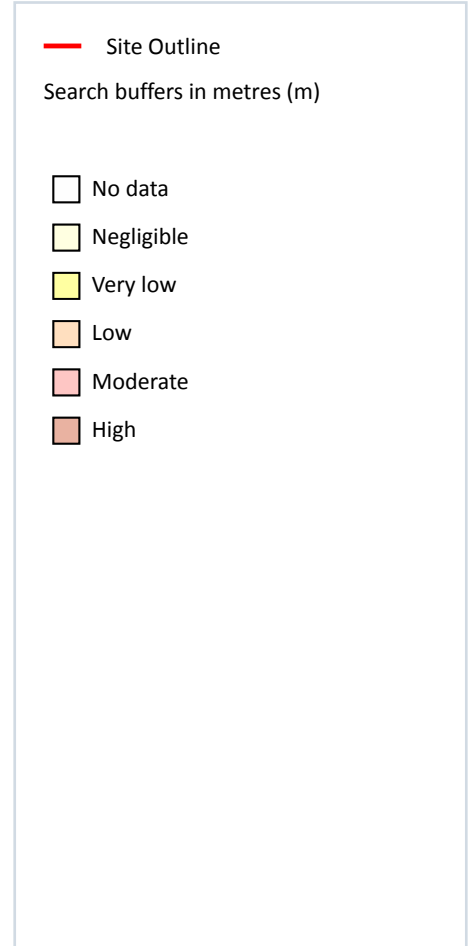 Site Outline
Search buffers in metres (m)
No data
Negligible
Very low
Low
Moderate
High